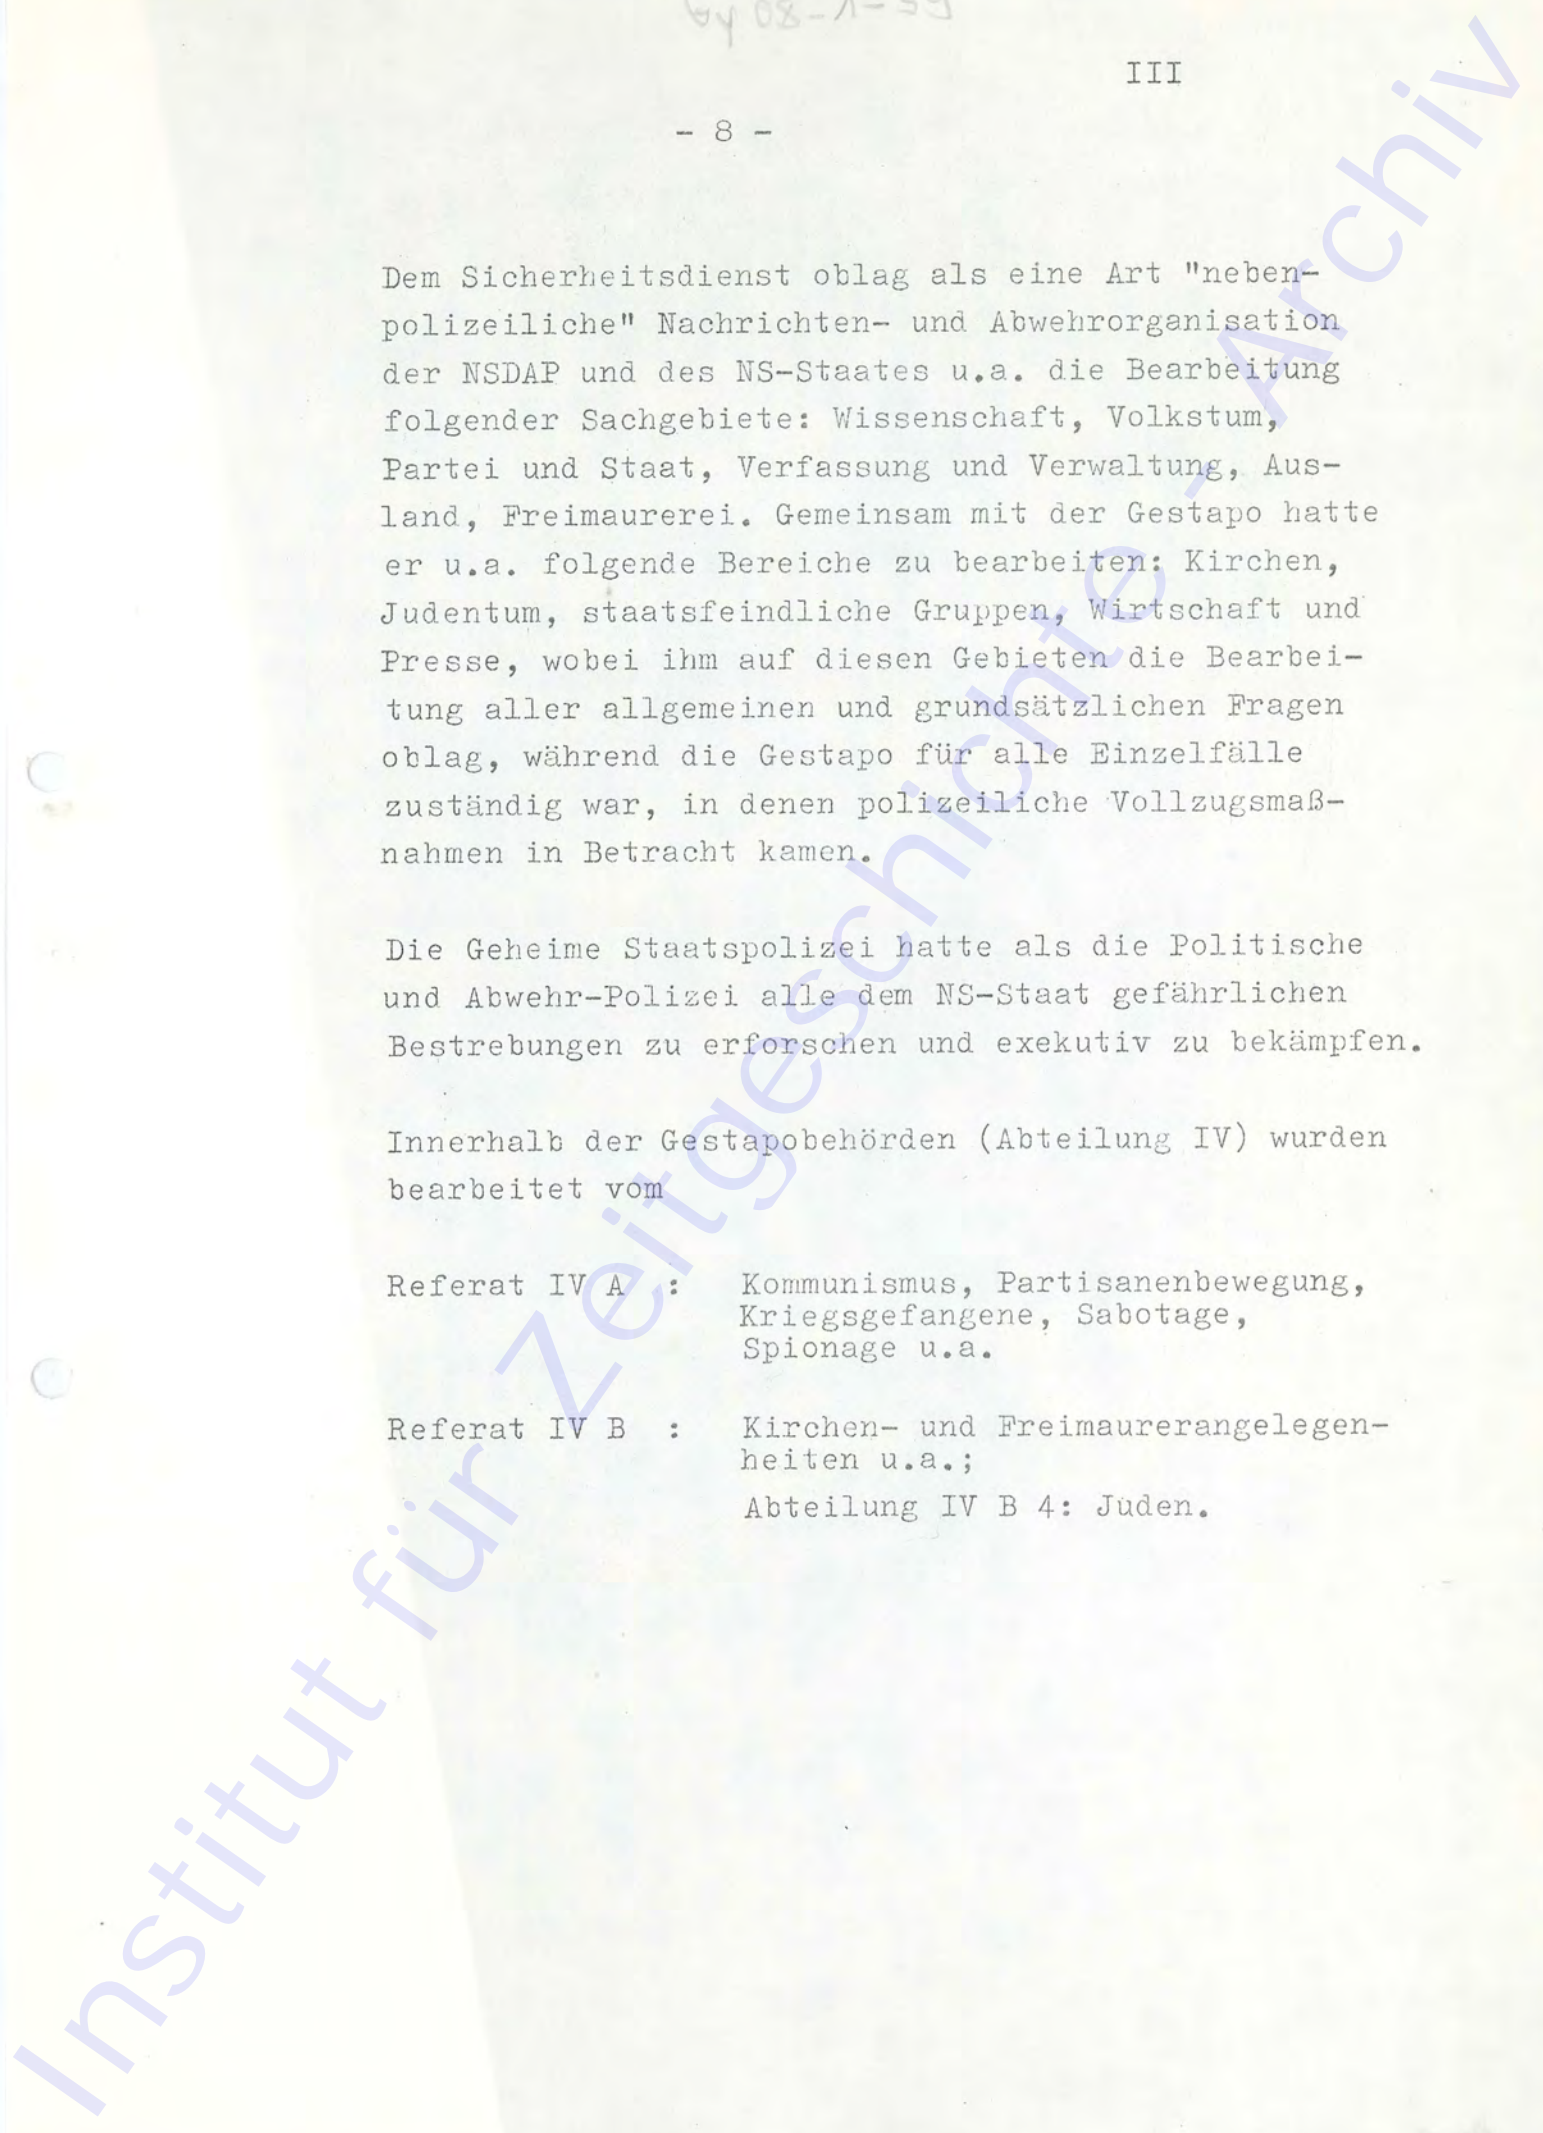 III
- 8 -
Dem Sicherheitsdienst oblag als eine Art "neben-
polizeiliche" Nachrichten- und Abwehrorganisation
der NSDAP und des NS-Staates u.a. die Bearbeitung
folgender Sachgebiete: Wissenschaft, Volkstum,
Partei und Staat, Verfassung und Verwaltung, Aus-
land, Freimaurerei. Gemeinsam mit der Gestapo hatte
er u.a. folgende Bereiche zu bearbeiten: Kirchen,
Judentum, staatsfeindliche Gruppen, Wirtschaft und
Presse, wobei ihm auf diesen Gebieten die Bearbei-
tung aller allgemeinen und grundsätzlichen Fragen
oblag, während die Gestapo für alle Einzelfälle
zuständig war, in denen polizeiliche Vollzugsmaß-
nahmen in Betracht kamen.
Die Geheime Staatspolizei hatte als die Politische
und Abwehr-Polizei alle dem NS-Staat gefährlichen
Bestrebungen zu erforschen und exekutiv zu bekämpfen.
Innerhalb der Gestapobehörden (Abteilung IV) wurden
bearbeitet vom
Referat IV A : Kommunismus, Partisanenbewegung,
Kriegsgefangene, Sabotage,
Spionage u.a.
Referat IV B : Kirchen- und Freimaurerangelegen-
heiten u.a.;
Abteilung IV B 4: Juden.
Institut für Zeitgeschichte - Archiv